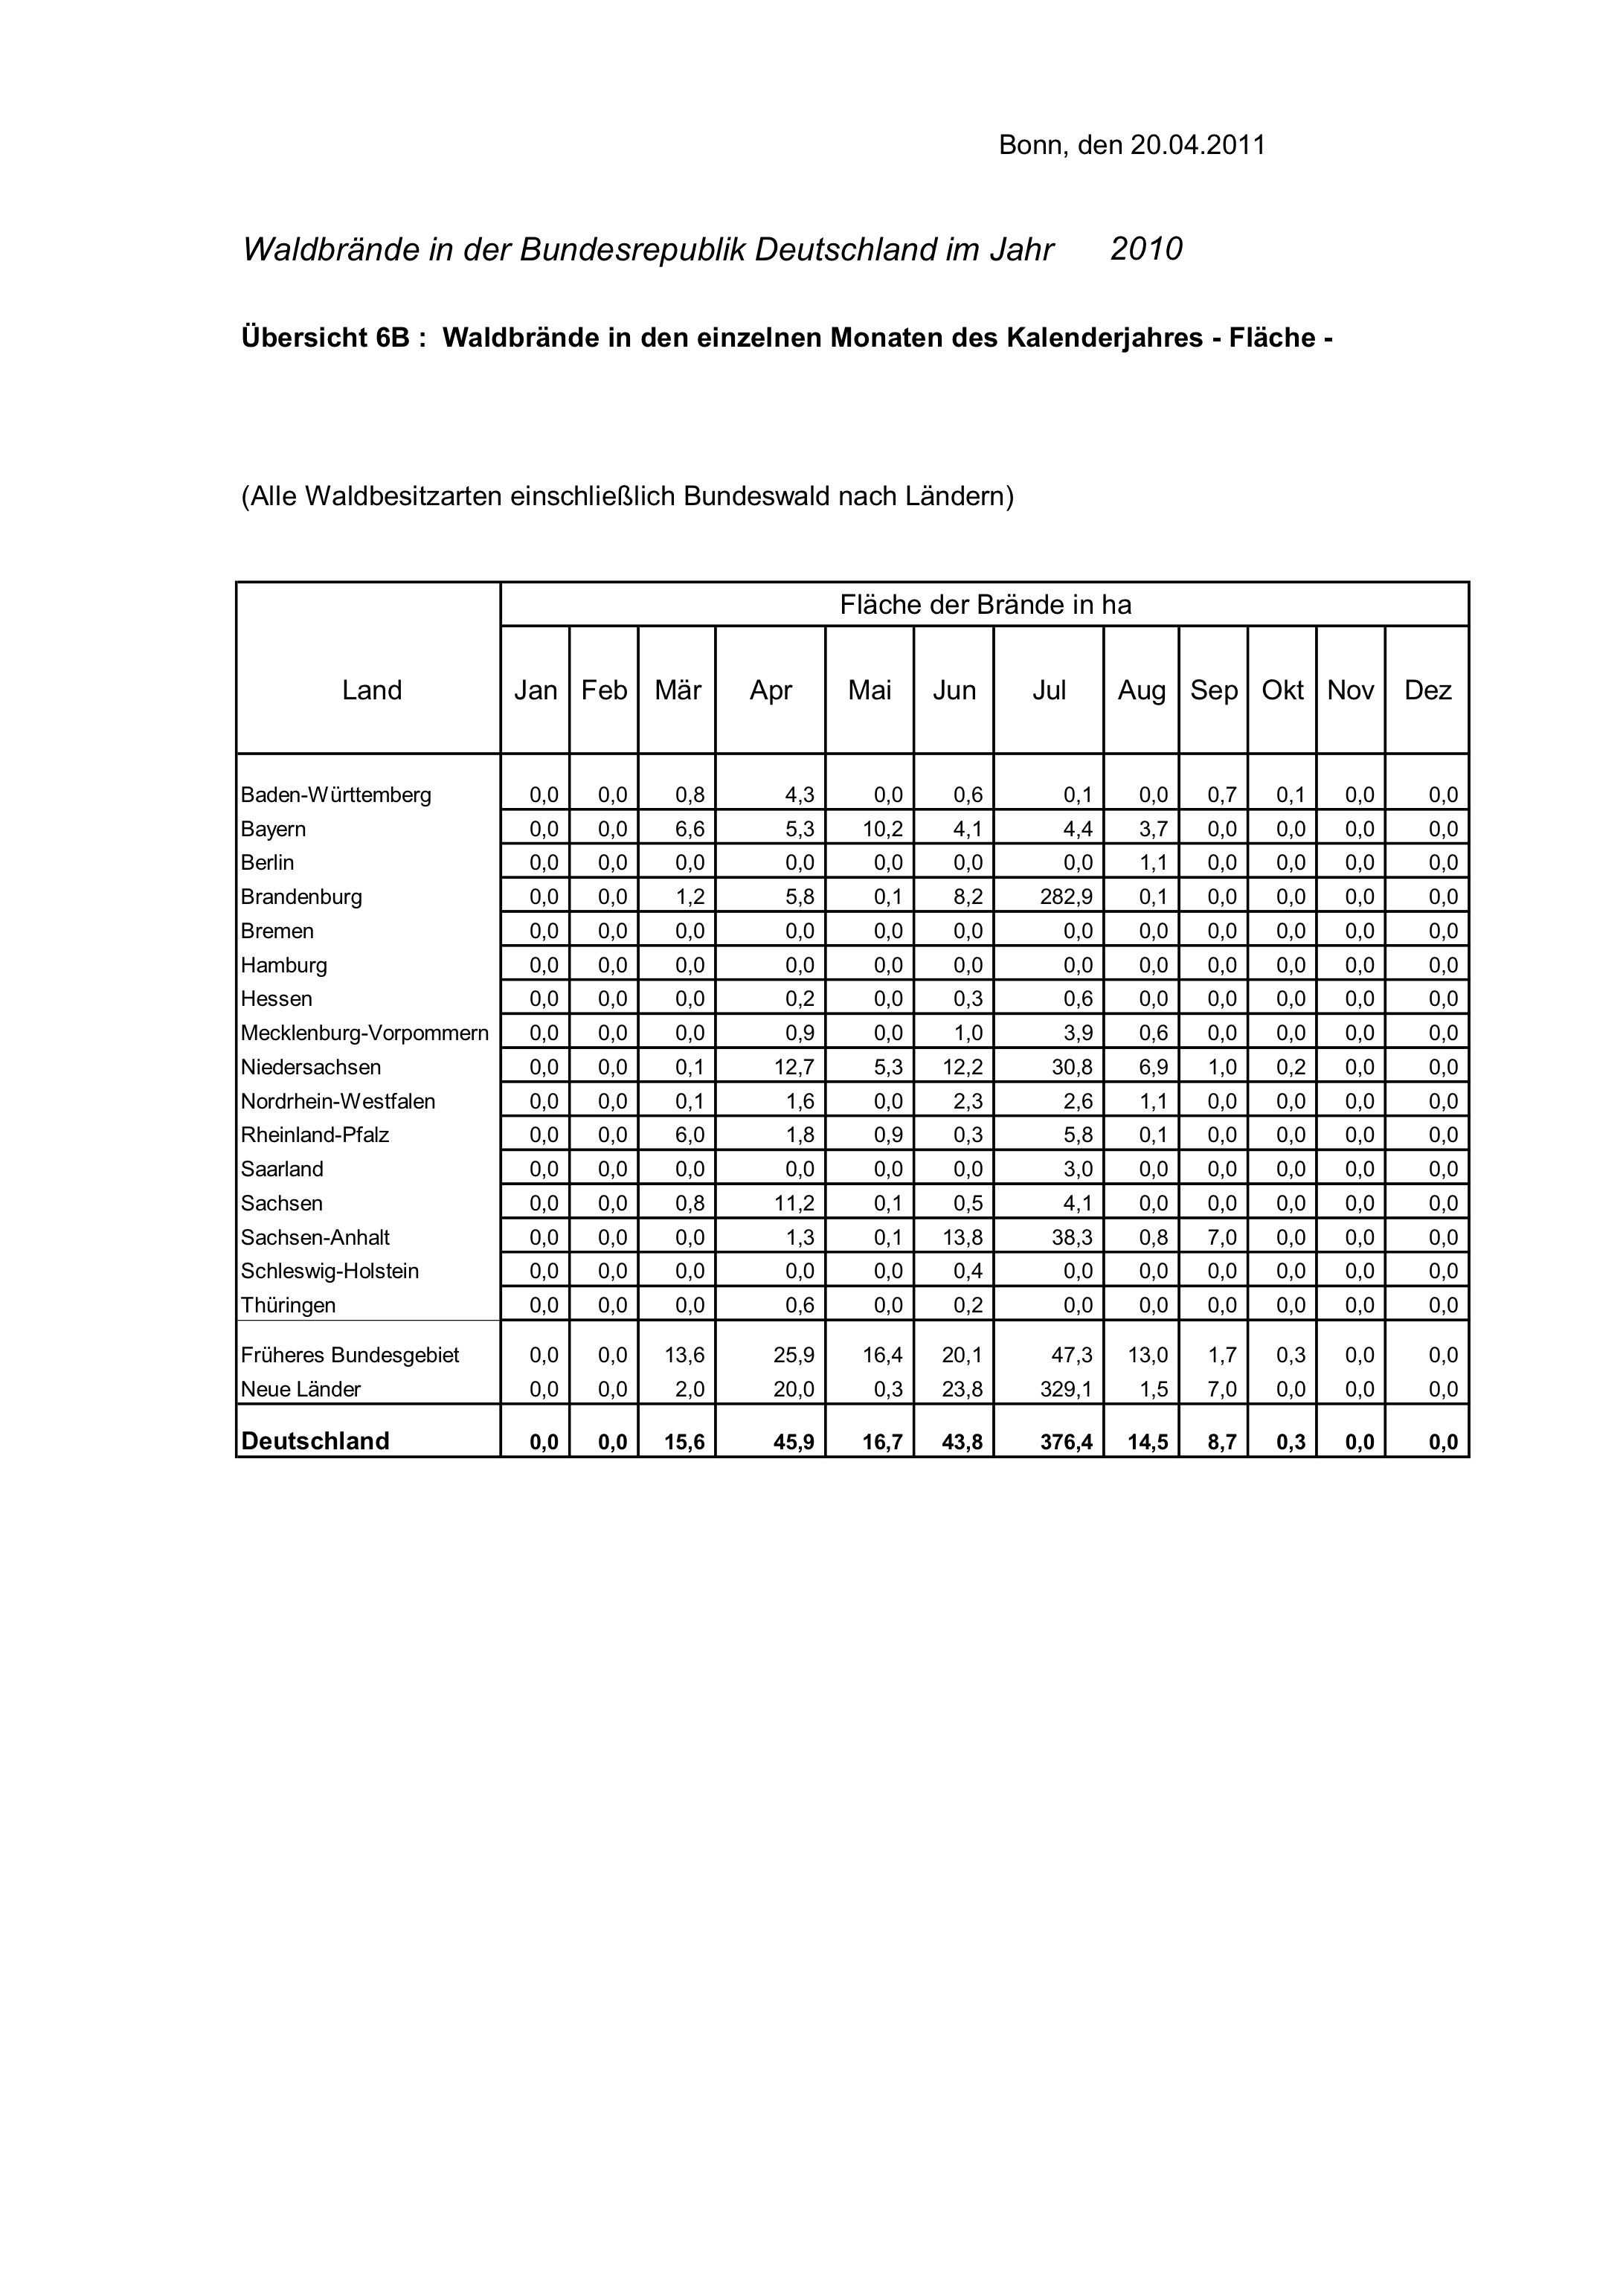 Bonn, den 20.04.2011
Waldbrände in der Bundesrepublik Deutschland im Jahr 2010
Übersicht 6B : Waldbrände in den einzelnen Monaten des Kalenderjahres - Fläche -
(Alle Waldbesitzarten einschließlich Bundeswald nach Ländern)
Fläche der Brände in ha
Land Jan Feb Mär Apr Mai Jun Jul Aug Sep Okt Nov Dez
Baden-Württemberg 0,0 0,0 0,8 4,3 0,0 0,6 0,1 0,0 0,7 0,1 0,0 0,0
Bayern 0,0 0,0 6,6 5,3 10,2 4,1 4,4 3,7 0,0 0,0 0,0 0,0
Berlin 0,0 0,0 0,0 0,0 0,0 0,0 0,0 1,1 0,0 0,0 0,0 0,0
Brandenburg 0,0 0,0 1,2 5,8 0,1 8,2 282,9 0,1 0,0 0,0 0,0 0,0
Bremen 0,0 0,0 0,0 0,0 0,0 0,0 0,0 0,0 0,0 0,0 0,0 0,0
Hamburg 0,0 0,0 0,0 0,0 0,0 0,0 0,0 0,0 0,0 0,0 0,0 0,0
Hessen 0,0 0,0 0,0 0,2 0,0 0,3 0,6 0,0 0,0 0,0 0,0 0,0
Mecklenburg-Vorpommern 0,0 0,0 0,0 0,9 0,0 1,0 3,9 0,6 0,0 0,0 0,0 0,0
Niedersachsen 0,0 0,0 0,1 12,7 5,3 12,2 30,8 6,9 1,0 0,2 0,0 0,0
Nordrhein-Westfalen 0,0 0,0 0,1 1,6 0,0 2,3 2,6 1,1 0,0 0,0 0,0 0,0
Rheinland-Pfalz 0,0 0,0 6,0 1,8 0,9 0,3 5,8 0,1 0,0 0,0 0,0 0,0
Saarland 0,0 0,0 0,0 0,0 0,0 0,0 3,0 0,0 0,0 0,0 0,0 0,0
Sachsen 0,0 0,0 0,8 11,2 0,1 0,5 4,1 0,0 0,0 0,0 0,0 0,0
Sachsen-Anhalt 0,0 0,0 0,0 1,3 0,1 13,8 38,3 0,8 7,0 0,0 0,0 0,0
Schleswig-Holstein 0,0 0,0 0,0 0,0 0,0 0,4 0,0 0,0 0,0 0,0 0,0 0,0
Thüringen 0,0 0,0 0,0 0,6 0,0 0,2 0,0 0,0 0,0 0,0 0,0 0,0
Früheres Bundesgebiet 0,0 0,0 13,6 25,9 16,4 20,1 47,3 13,0 1,7 0,3 0,0 0,0
Neue Länder 0,0 0,0 2,0 20,0 0,3 23,8 329,1 1,5 7,0 0,0 0,0 0,0
Deutschland 0,0 0,0 15,6 45,9 16,7 43,8 376,4 14,5 8,7 0,3 0,0 0,0